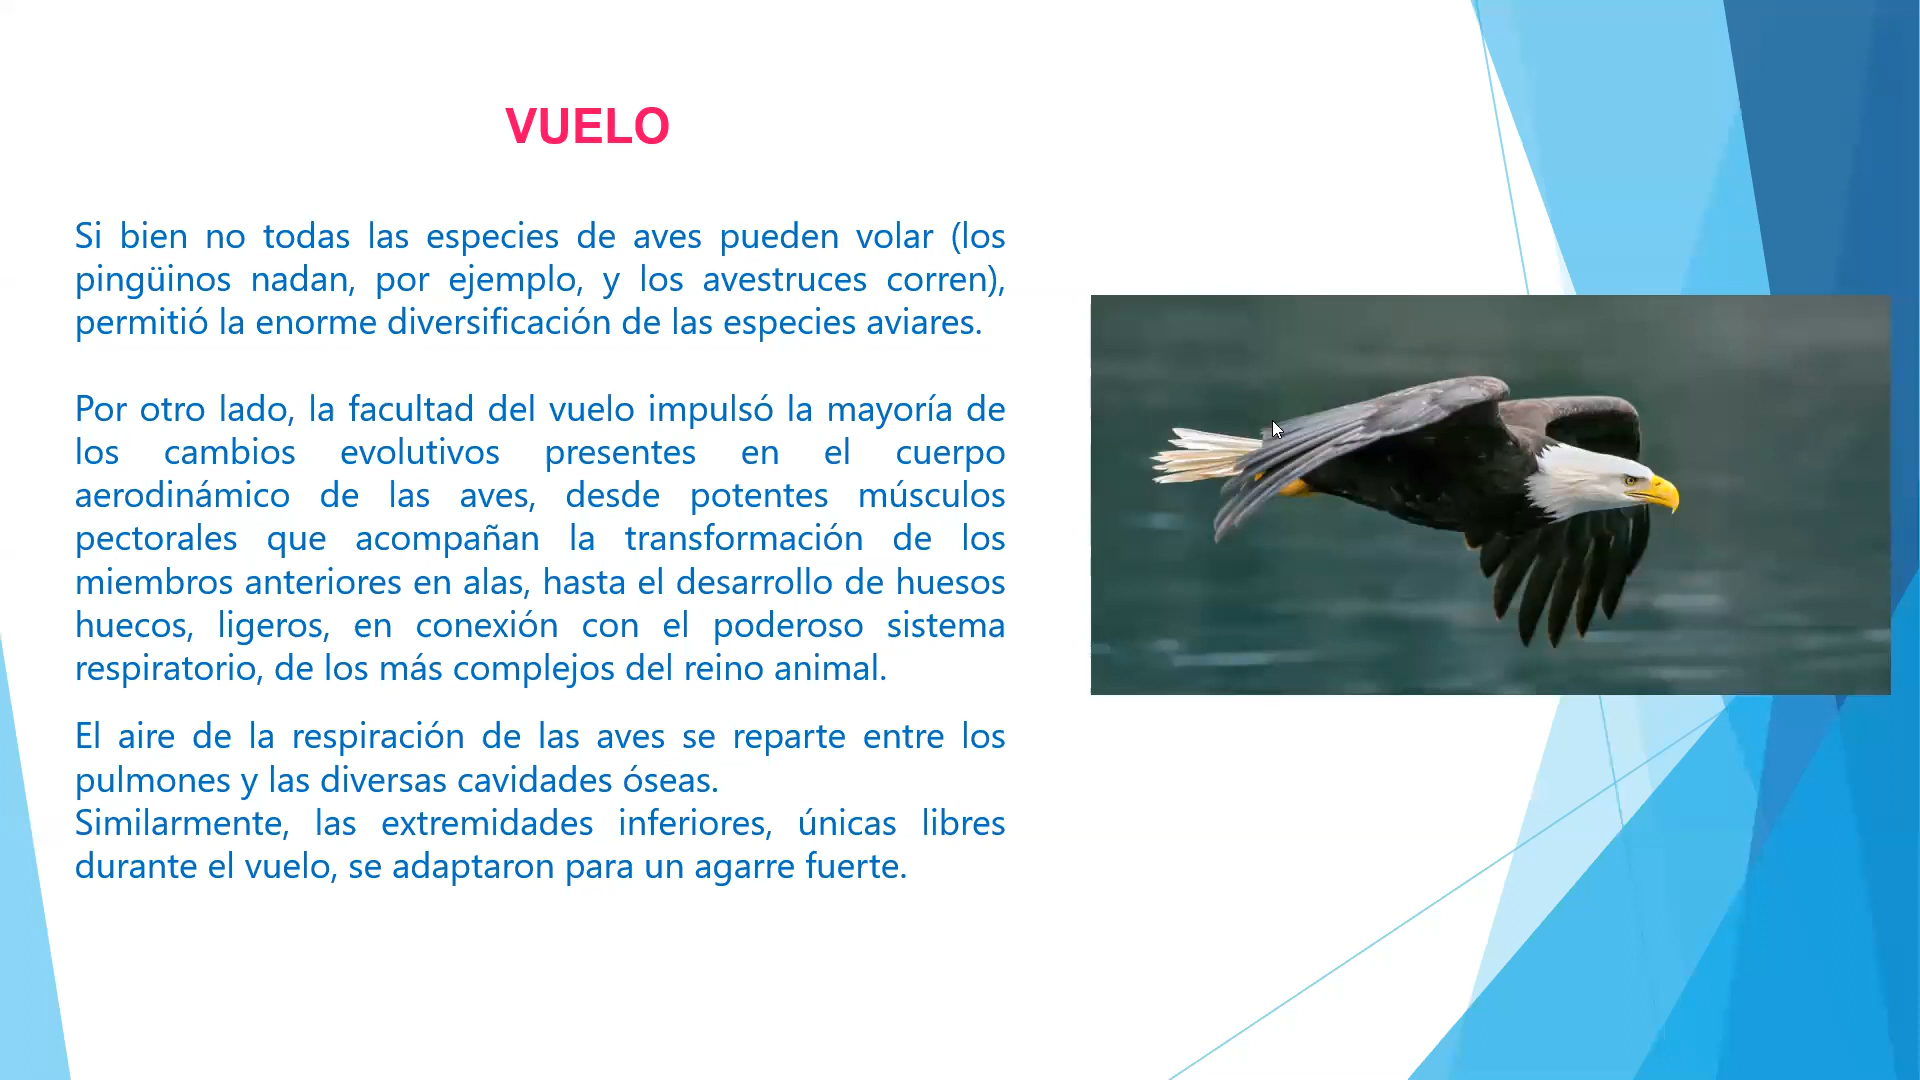 VUELO
Si bien no todas las especies de aves pueden volar (los
pingüinos nadan, por ejemplo, y los avestruces corren),
permitió la enorme diversificación de las especies aviares.
Por otro lado, la facultad del vuelo impulsó la mayoría de
los cambios evolutivos presentes en el cuerpo
aerodinámico de las aves, desde potentes músculos
pectorales que acompañan la transformación de los
miembros anteriores en alas, hasta el desarrollo de huesos
huecos, ligeros, en conexión con el poderoso sistema
respiratorio, de los más complejos del reino animal.
El aire de la respiración de las aves se reparte entre los
pulmones y las diversas cavidades óseas.
Similarmente, las extremidades inferiores, únicas libres
durante el vuelo, se adaptaron para un agarre fuerte.